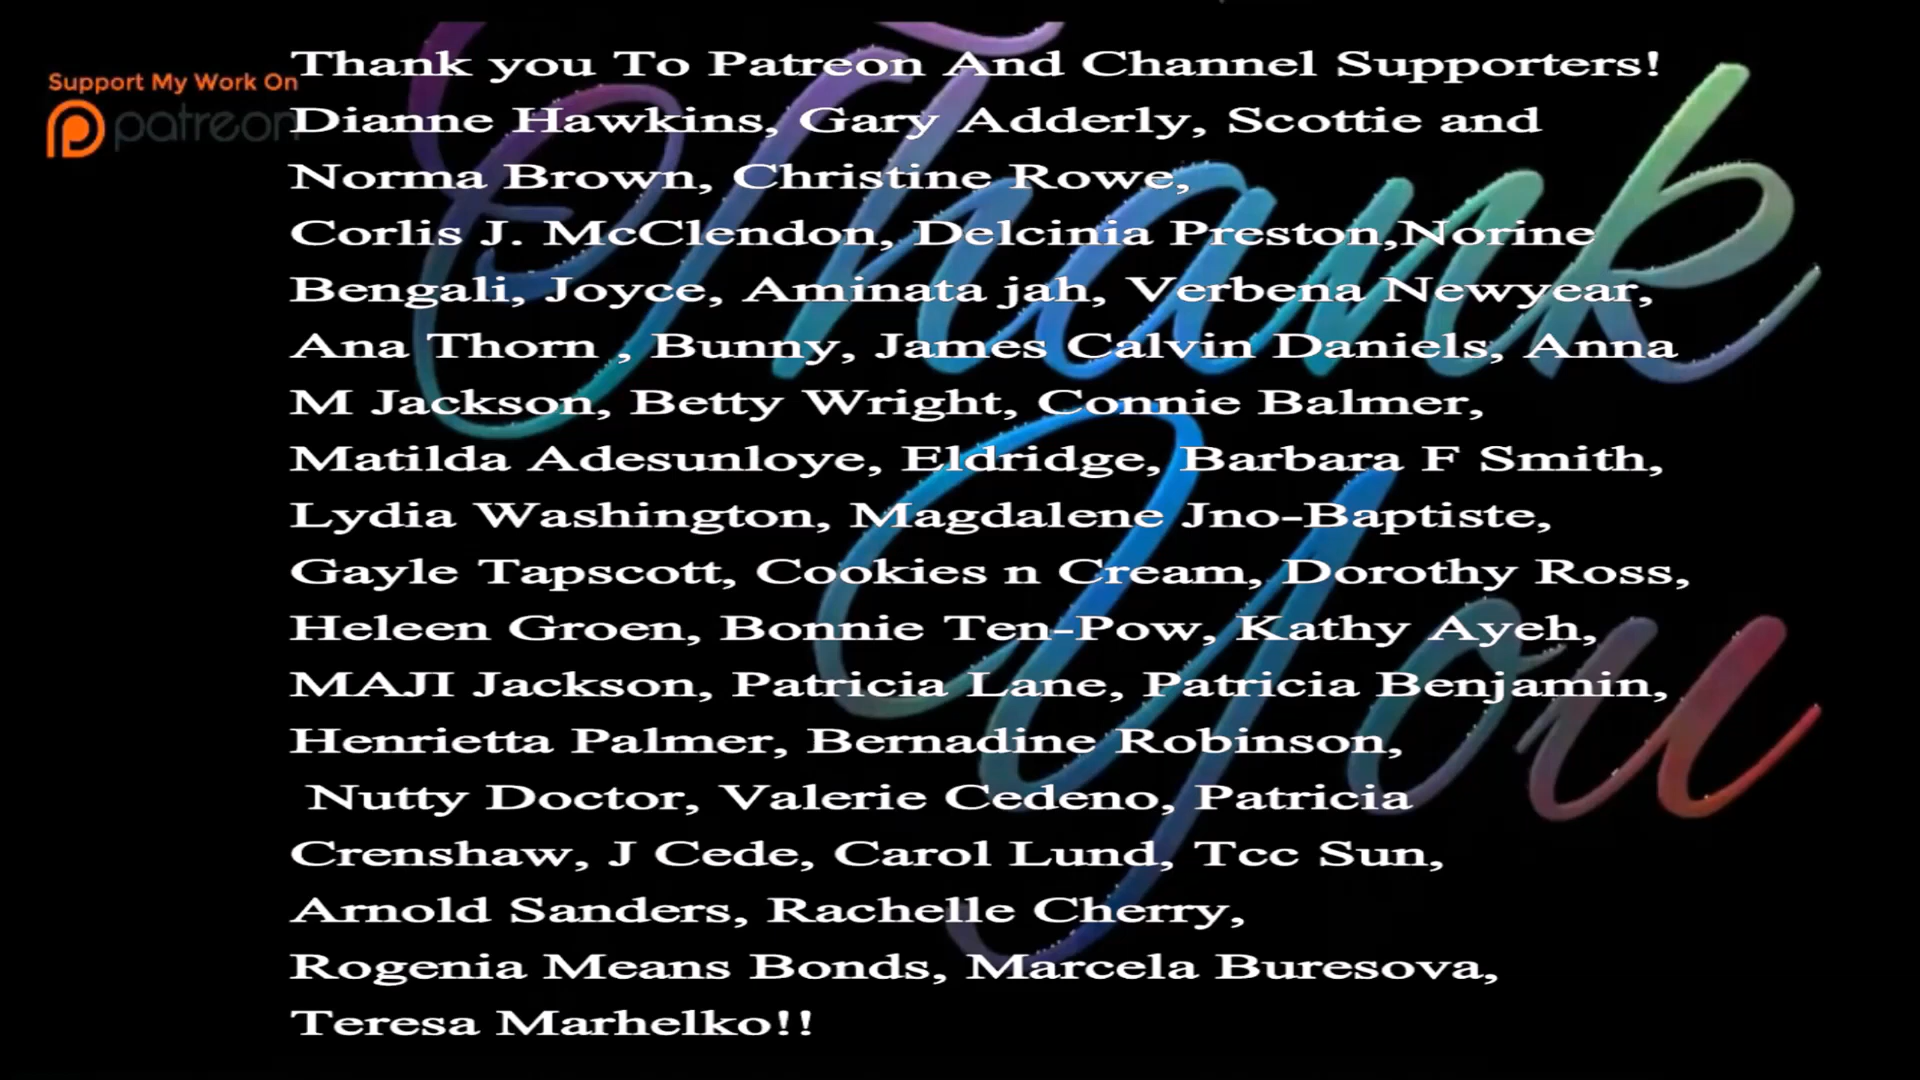 Support My Work On
patreon
Thank you
Thank you To Patreon And Channel Supporters!
Dianne Hawkins, Gary Adderly, Scottie and
Norma Brown, Christine Rowe,
Corlis J. McClendon, Delcinia Preston,Norine
Bengali, Joyce, Aminata jah, Verbena Newyear,
Ana Thorn , Bunny, James Calvin Daniels, Anna
M Jackson, Betty Wright, Connie Balmer,
Matilda Adesunloye, Eldridge, Barbara F Smith,
Lydia Washington, Magdalene Jno-Baptiste,
Gayle Tapscott, Cookies n Cream, Dorothy Ross,
Heleen Groen, Bonnie Ten-Pow, Kathy Ayeh,
MAJI Jackson, Patricia Lane, Patricia Benjamin,
Henrietta Palmer, Bernadine Robinson,
Nutty Doctor, Valerie Cedeno, Patricia
Crenshaw, J Cede, Carol Lund, Tcc Sun,
Arnold Sanders, Rachelle Cherry,
Rogenia Means Bonds, Marcela Buresova,
Teresa Marhelko!!